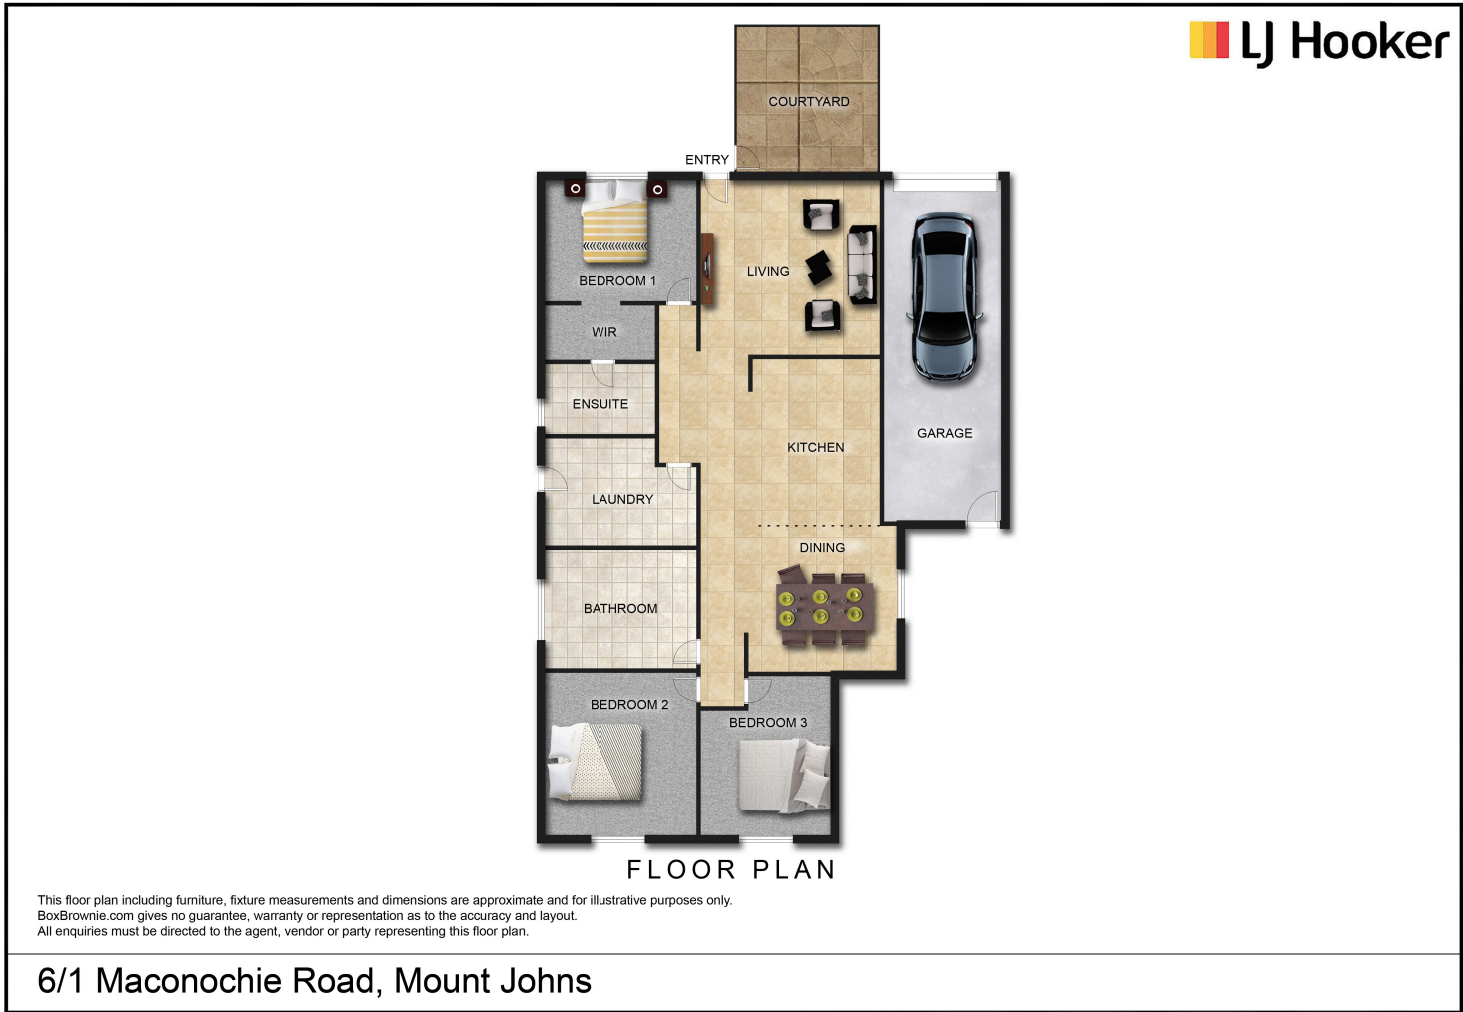 LJ Hooker
COURTYARD
ENTRY
BEDROOM 1
LIVING
WIR
ENSUITE
KITCHEN
GARAGE
LAUNDRY
DINING
BATHROOM
BEDROOM 2
BEDROOM 3
FLOOR PLAN
This floor plan including furniture, fixture measurements and dimensions are approximate and for illustrative purposes only.
BoxBrownie.com gives no guarantee, warranty or representation as to the accuracy and layout.
All enquiries must be directed to the agent, vendor or party representing this floor plan.
6/1 Maconochie Road, Mount Johns